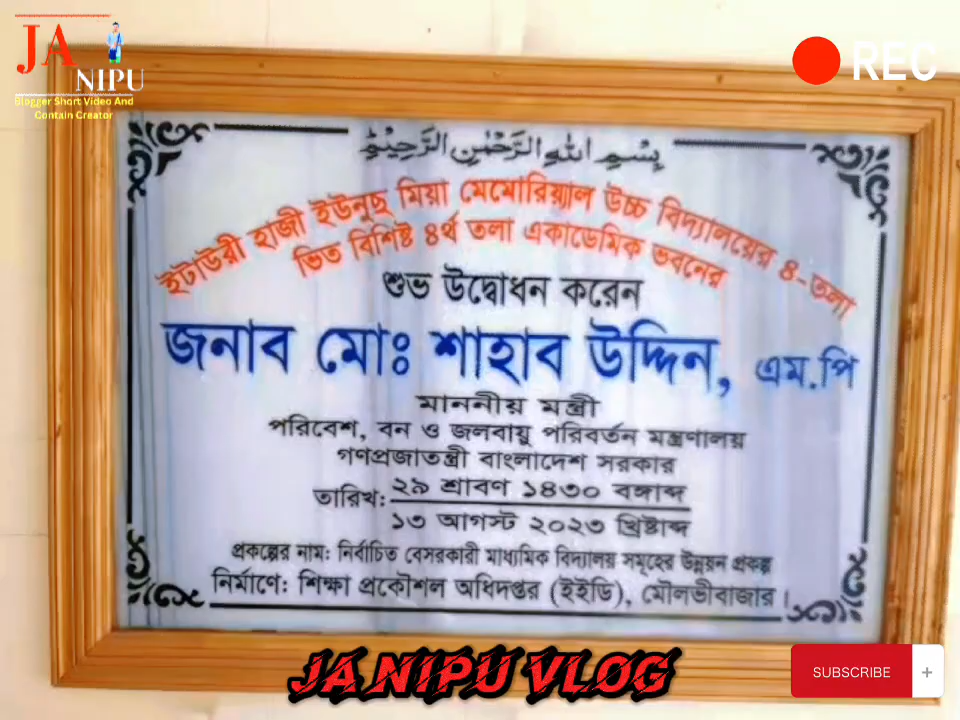 JA
NIPU
Blogger Short Video And
Contain Creator
REC
بِسْمِ اللهِ الرَّحْمٰنِ الرَّحِيْمِ
ইটাউরী হাজী ইউনুছ মিয়া মেমোরিয়্যাল উচ্চ বিদ্যালয়ের ৪-তলা
ভিত বিশিষ্ট ৪র্থ তলা একাডেমিক ভবনের
শুভ উদ্বোধন করেন
জনাব মোঃ শাহাব উদ্দিন, এম.পি
মাননীয় মন্ত্রী
পরিবেশ, বন ও জলবায়ু পরিবর্তন মন্ত্রণালয়
গণপ্রজাতন্ত্রী বাংলাদেশ সরকার
তারিখ: ২৯ শ্রাবণ ১৪৩০ বঙ্গাব্দ
১৩ আগস্ট ২০২৩ খ্রিষ্টাব্দ
প্রকল্পের নাম: নির্বাচিত বেসরকারী মাধ্যমিক বিদ্যালয় সমূহের উন্নয়ন প্রকল্প
নির্মাণে: শিক্ষা প্রকৌশল অধিদপ্তর (ইইডি), মৌলভীবাজার।
JA NIPU VLOG
SUBSCRIBE +